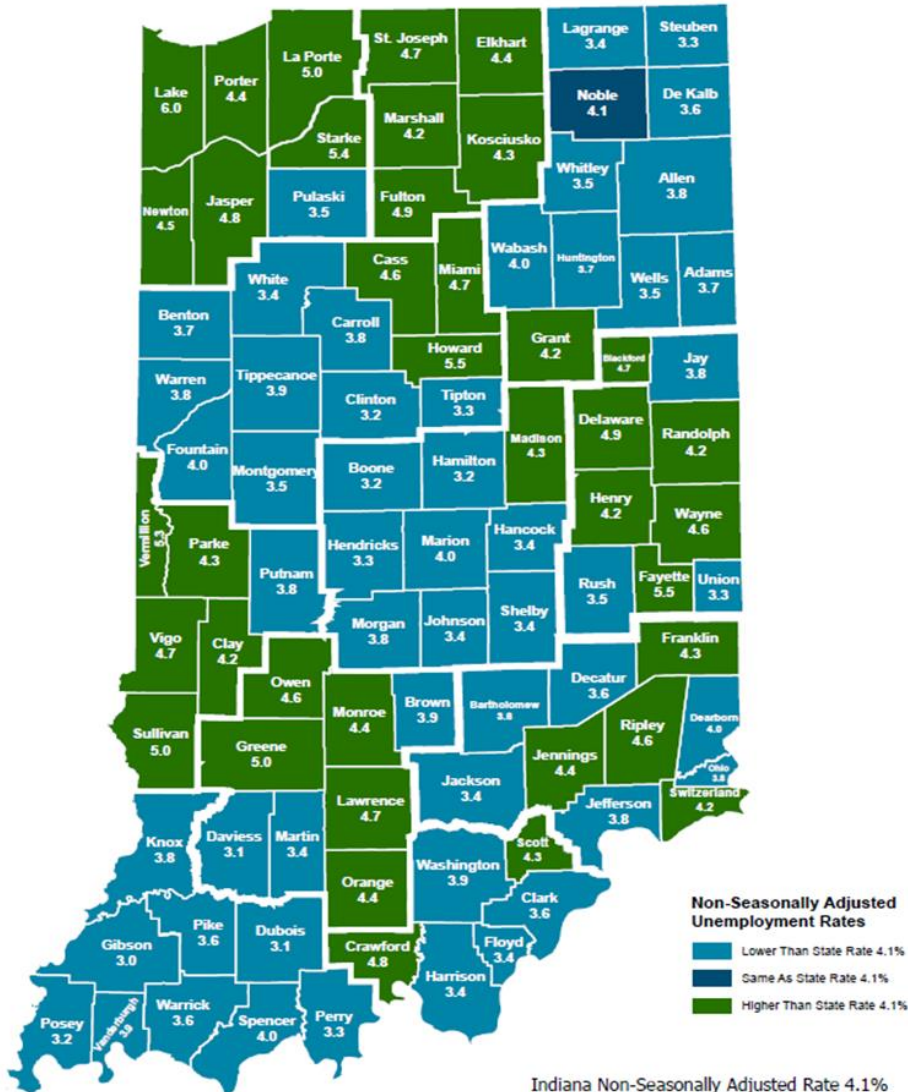 Lagrange
3.4
Steuben
3.3
St. Joseph
4.7
Elkhart
4.4
La Porte
5.0
Porter
4.4
Lake
6.0
Noble
4.1
De Kalb
3.6
Marshall
4.2
Kosciusko
4.3
Starke
5.4
Whitley
3.5
Allen
3.8
Pulaski
3.5
Fulton
4.9
Jasper
4.8
Newton
4.5
Wabash
4.0
Huntington
3.7
Wells
3.5
Adams
3.7
Cass
4.6
Miami
4.7
White
3.4
Benton
3.7
Carroll
3.8
Grant
4.2
Howard
5.5
Blackford
4.7
Jay
3.8
Warren
3.8
Tippecanoe
3.9
Clinton
3.2
Tipton
3.3
Madison
4.3
Delaware
4.9
Randolph
4.2
Fountain
4.0
Montgomery
3.5
Boone
3.2
Hamilton
3.2
Henry
4.2
Wayne
4.6
Vermillion
5.3
Parke
4.3
Putnam
3.8
Hendricks
3.3
Marion
4.0
Hancock
3.4
Rush
3.5
Fayette
5.5
Union
3.3
Vigo
4.7
Clay
4.2
Morgan
3.8
Johnson
3.4
Shelby
3.4
Franklin
4.3
Owen
4.6
Decatur
3.6
Sullivan
5.0
Greene
5.0
Monroe
4.4
Brown
3.9
Bartholomew
Ripley
4.6
Dearborn
4.0
Jennings
4.4
Ohio
3.8
Switzerland
4.2
Jackson
3.4
Jefferson
3.8
Knox
3.8
Daviess
3.1
Martin
3.4
Lawrence
4.7
Scott
4.3
Washington
3.9
Orange
4.4
Clark
3.6
Pike
3.6
Dubois
3.1
Gibson
3.0
Crawford
4.8
Floyd
3.4
Harrison
3.4
Posey
3.2
Vanderburgh
Warrick
3.6
Spencer
4.0
Perry
3.3
Non-Seasonally Adjusted
Unemployment Rates
Lower Than State Rate 4.1%
Same As State Rate 4.1%
Higher Than State Rate 4.1%
Indiana Non-Seasonally Adjusted Rate 4.1%